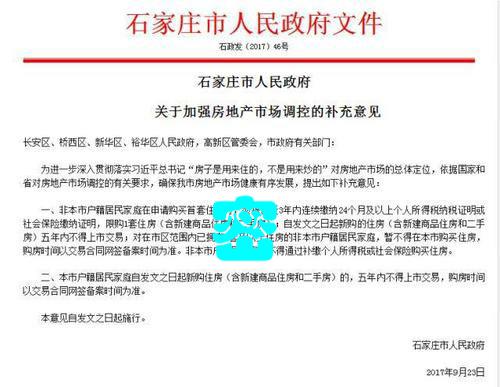 石家庄市人民政府文件
石政发（2017）46号
石家庄市人民政府
关于加强房地产市场调控的补充意见
长安区、桥西区、新华区、裕华区人民政府，高新区管委会，市政府有关部门：
为进一步深入贯彻落实习近平总书记“房子是用来住的，不是用来炒的”对房地产市场的总体定位，依据国家和
省对房地产市场调控的有关要求，确保我市房地产市场健康有序发展，提出如下补充意见：
一、非本市户籍居民家庭在申请购买首套住 3年内连续缴纳24个月及以上个人所得税纳税证明或
社会保险缴纳证明，限购1套住房（含新建商品住 ；自发文之日起新购的住房（含新建商品住房和二手
房）五年内不得上市交易，对在市区范围内已拥 住房的非本市户籍居民家庭，暂不得在本市购买住房，
购房时间以交易合同网签备案时间为准。非本市户 不得通过补缴个人所得税或社会保险购买住房。
二、本市户籍居民家庭自发文之日起新购住房（含新建商品住房和二手房）的，五年内不得上市交易，购房时间
以交易合同网签备案时间为准。
本意见自发文之日起施行。
石家庄市人民政府
2017年9月23日